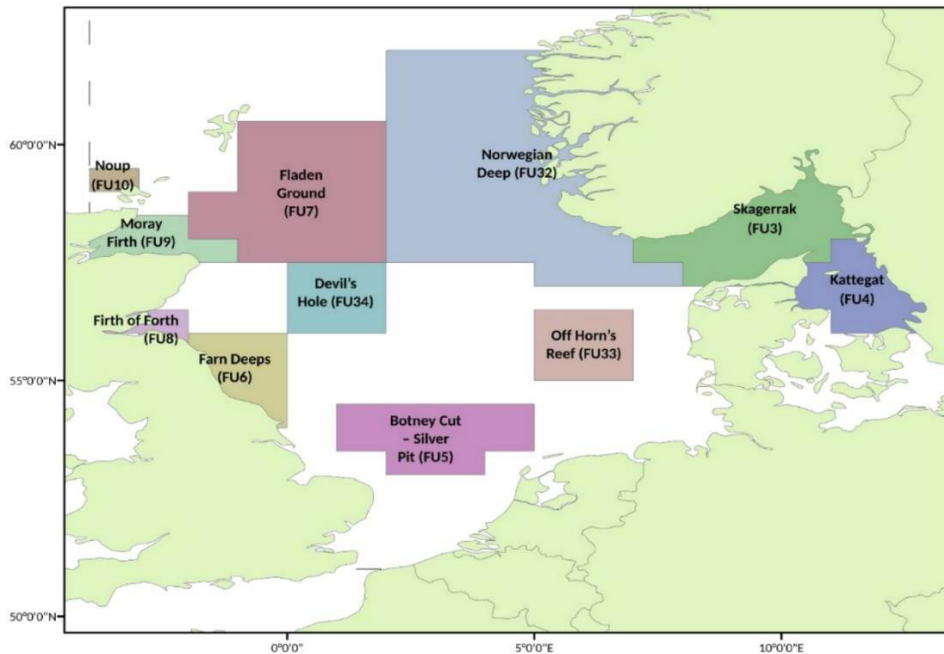 60°0'0"N
Noup
(FU10)
Fladen
Ground
(FU7)
Norwegian
Deep (FU32)
Skagerrak
(FU3)
Moray
Firth (FU9)
Kattegat
(FU4)
Devil's
Hole (FU34)
Firth of Forth
(FU8)
Farn Deeps
(FU6)
Off Horn's
Reef (FU33)
55°0'0"N
Botney Cut
– Silver
Pit (FU5)
50°0'0"N
0°0'0"
5°0'0"E
10°0'0"E